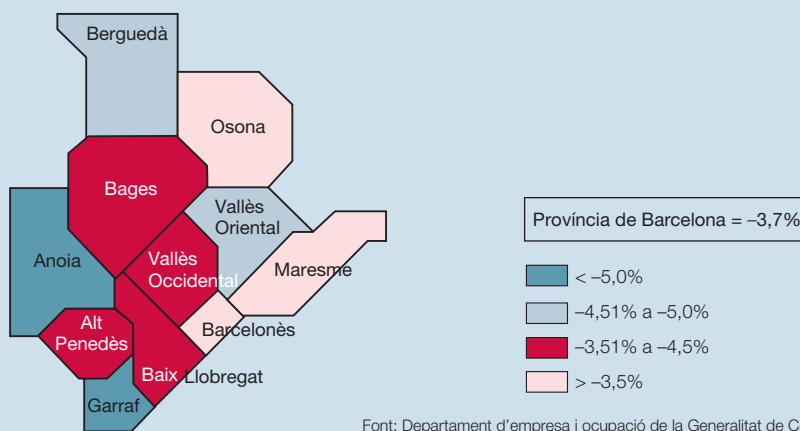 Berguedà
Osona
Bages
Vallès
Oriental
Anoia
Vallès
Occidental
Maresme
Alt
Penedès
Barcelonès
Baix Llobregat
Garraf
Província de Barcelona = –3,7%
< –5,0%
–4,51% a –5,0%
–3,51% a –4,5%
> –3,5%
Font: Departament d’empresa i ocupació de la Generalitat de